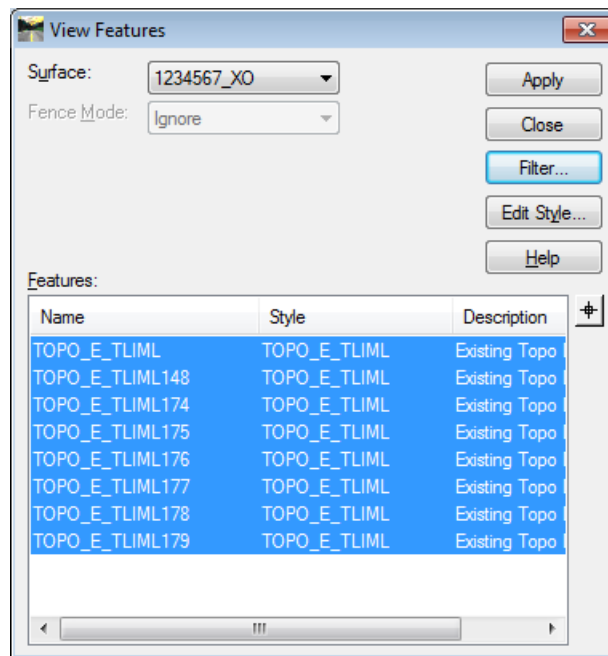 View Features
Surface: 1234567_XO Apply
Fence Mode: Ignore Close
Filter...
Edit Style...
Help
Features:
Name Style Description
TOPO_E_TLIML TOPO_E_TLIML Existing Topo
TOPO_E_TLIML148 TOPO_E_TLIML Existing Topo
TOPO_E_TLIML174 TOPO_E_TLIML Existing Topo
TOPO_E_TLIML175 TOPO_E_TLIML Existing Topo
TOPO_E_TLIML176 TOPO_E_TLIML Existing Topo
TOPO_E_TLIML177 TOPO_E_TLIML Existing Topo
TOPO_E_TLIML178 TOPO_E_TLIML Existing Topo
TOPO_E_TLIML179 TOPO_E_TLIML Existing Topo